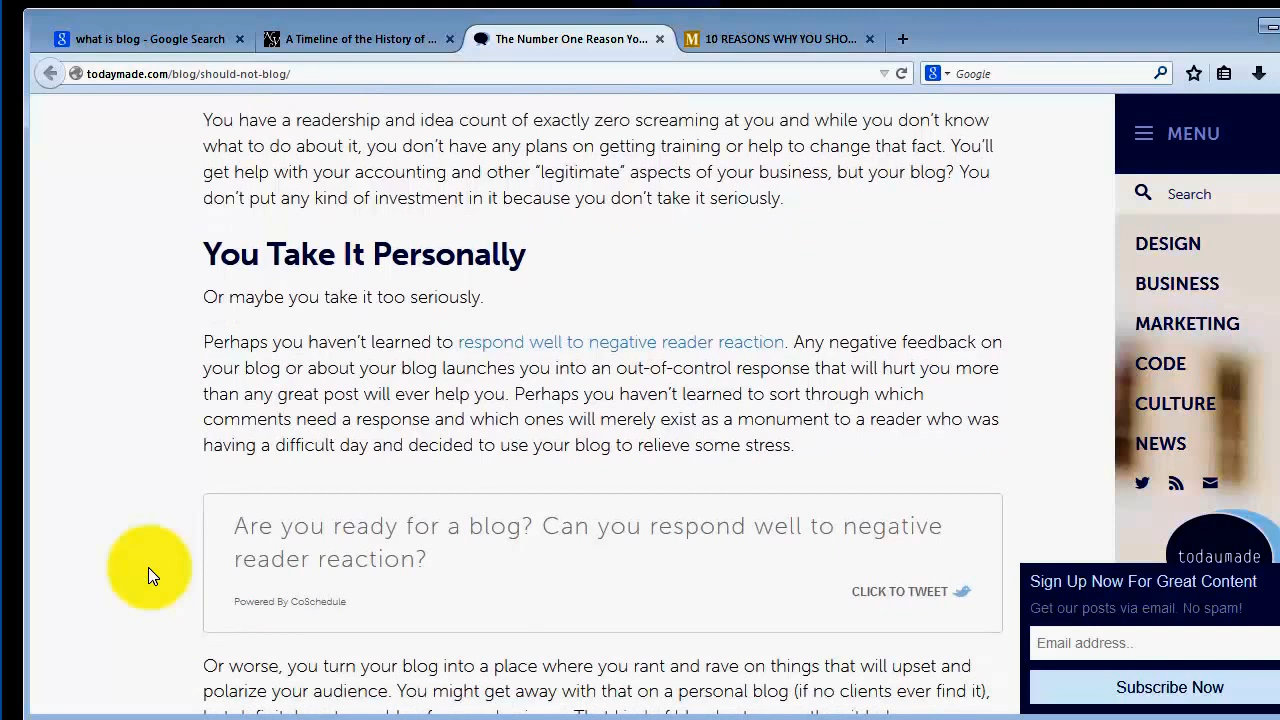 what is blog - Google Search
A Timeline of the History of ...
The Number One Reason Yo...
10 REASONS WHY YOU SHO...
todaymade.com/blog/should-not-blog/
Google
You have a readership and idea count of exactly zero screaming at you and while you don't know
what to do about it, you don't any plans on getting training or help to change that fact. You'll
get help with your accounting and other "legitimate" aspects of your business, but your blog? You
don't put any kind of investment in it because you don't take it seriously.
You Take It Personally
Or maybe you take it too seriously.
Perhaps you haven't learned to respond well to negative reader reaction. Any negative feedback on
your blog or about your blog launches you into an out-of-control response that will hurt you more
than any great post will ever help you. Perhaps you haven't learned to sort through which
comments need a response and which ones will merely exist as a monument to a reader who was
having a difficult day and decided to use your blog to relieve some stress.
Are you ready for a blog? Can you respond well to negative
reader reaction?
CLICK TO TWEET
Powered By CoSchedule
Or worse, you turn your blog into a place where you rant and rave on things that will upset and
polarize your audience. You might get away with that on a personal blog (if no clients ever find it),
MENU
Search
DESIGN
BUSINESS
MARKETING
CODE
CULTURE
NEWS
todaymade
Sign Up Now For Great Content
Get our posts via email. No spam!
Email address..
Subscribe Now